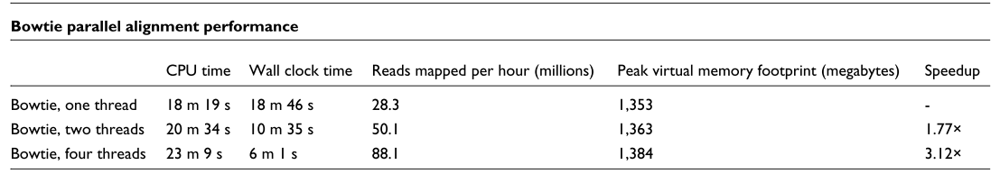 Bowtie parallel alignment performance
CPU time Wall clock time Reads mapped per hour (millions) Peak virtual memory footprint (megabytes) Speedup
Bowtie, one thread 18 m 19 s 18 m 46 s 28.3 1,353 -
Bowtie, two threads 20 m 34 s 10 m 35 s 50.1 1,363 1.77×
Bowtie, four threads 23 m 9 s 6 m 1 s 88.1 1,384 3.12×